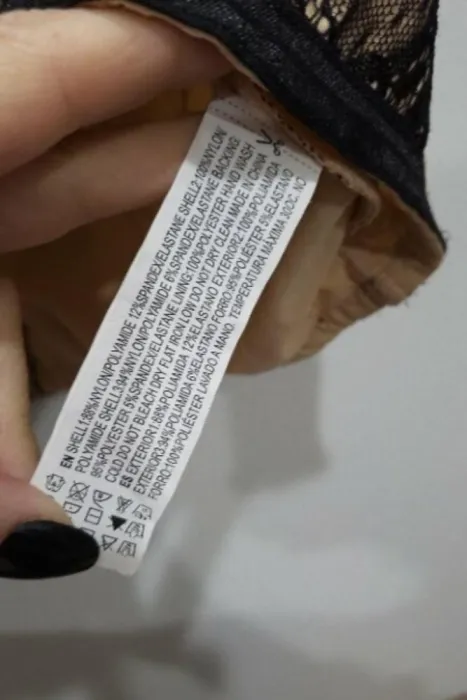 EN SHELL1:88%NYLON/POLYAMIDE 12%SPANDEX/ELASTANE SHELL2:100%NYLON/
POLYAMIDE SHELL3:94%NYLON/POLYAMIDE 6%SPANDEX/ELASTANE BACKING
95%POLYESTER 5%SPANDEX/ELASTANE LINING:100%POLYESTER HAND WASH
COLD DO NOT BLEACH DRY FLAT IRON LOW DO NOT DRY CLEAN MADE IN CHINA
ES EXTERIOR1:88%POLIAMIDA 12%ELASTANO EXTERIOR2:100%POLIAMIDA
EXTERIOR3:94%POLIAMIDA 6%ELASTANO FORRO:95%POLIESTER 5%ELASTANO
FORRO:100%POLIESTER LAVADO A MANO. TEMPERATURA MAXIMA 30OC. NO